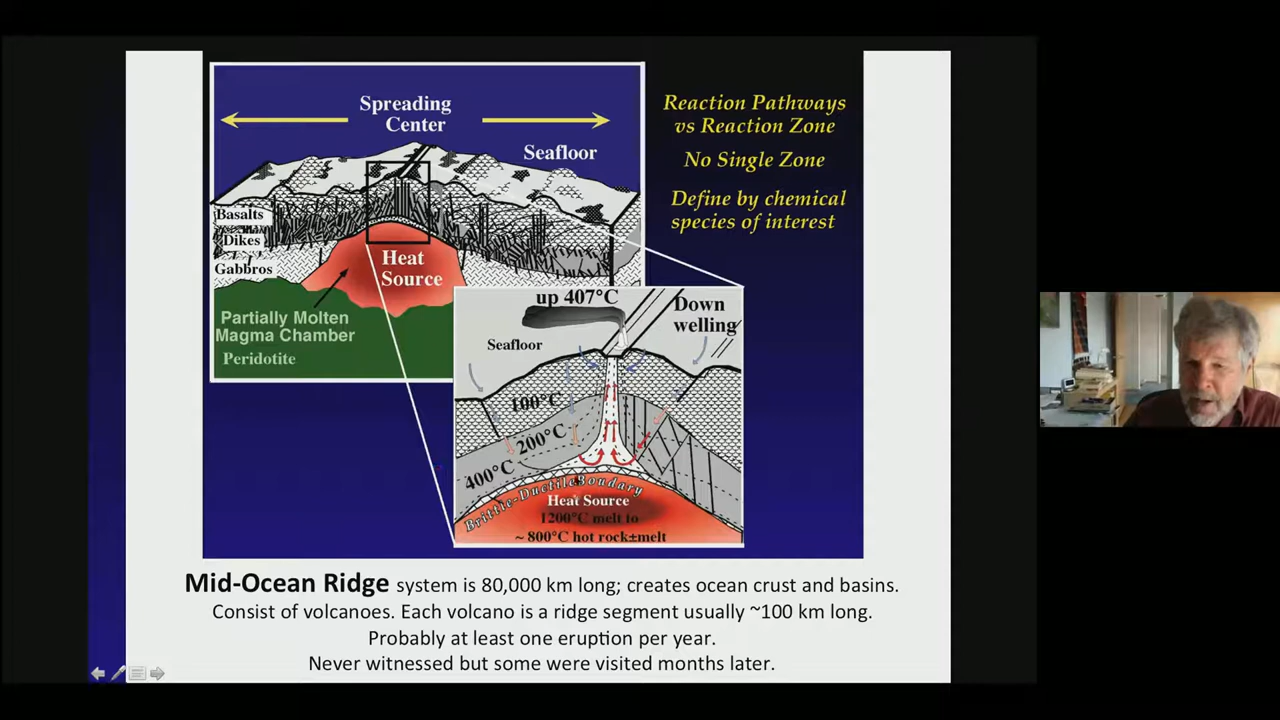 Spreading
Center
Seafloor
Basalts
Dikes
Gabbros
Heat
Source
Partially Molten
Magma Chamber
Peridotite
Reaction Pathways
vs Reaction Zone
No Single Zone
Define by chemical
species of interest
up 407°C
Down
welling
Seafloor
100°C
200°C
400°C
Brittle-DuctileBoudary
Heat Source
1200°C melt to
~ 800°C hot rock±melt
Mid-Ocean Ridge system is 80,000 km long; creates ocean crust and basins.
Consist of volcanoes. Each volcano is a ridge segment usually ~100 km long.
Probably at least one eruption per year.
Never witnessed but some were visited months later.